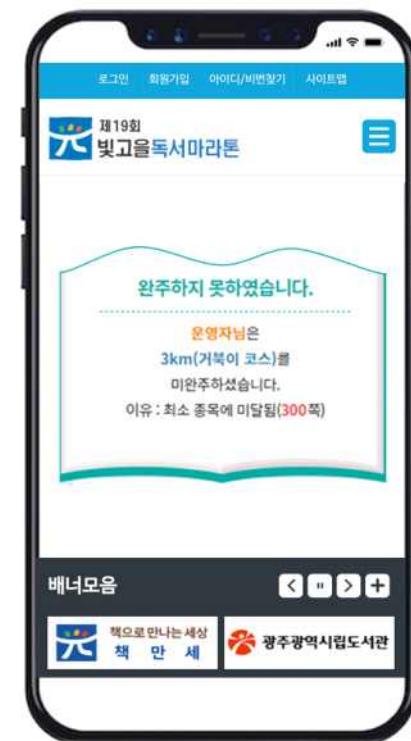 로그인 회원가입 아이디/비번찾기 사이트맵
제19회
빛고을독서마라톤
완주하지 못하였습니다.
운영자님은
3km(거북이 코스)를
미완주하셨습니다.
이유 : 최소 종목에 미달됨(300쪽)
배너모음
책으로 만나는 세상
책 만 세
광주광역시립도서관